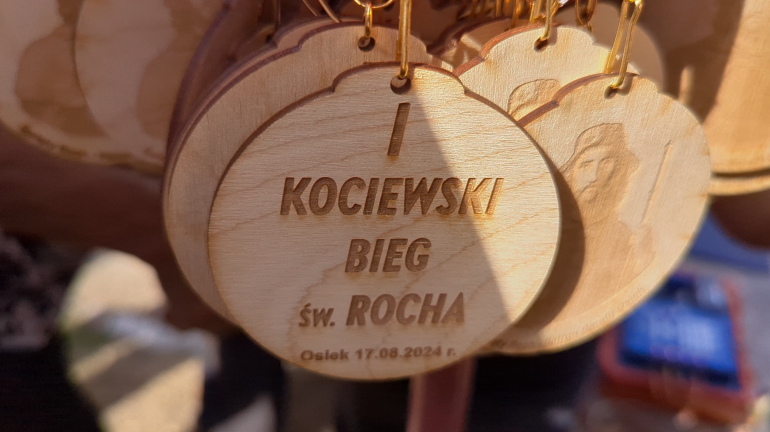 I
KOCIEWSKI
BIEG
ŚW. ROCHA
Osiek 17.08.2024 r.